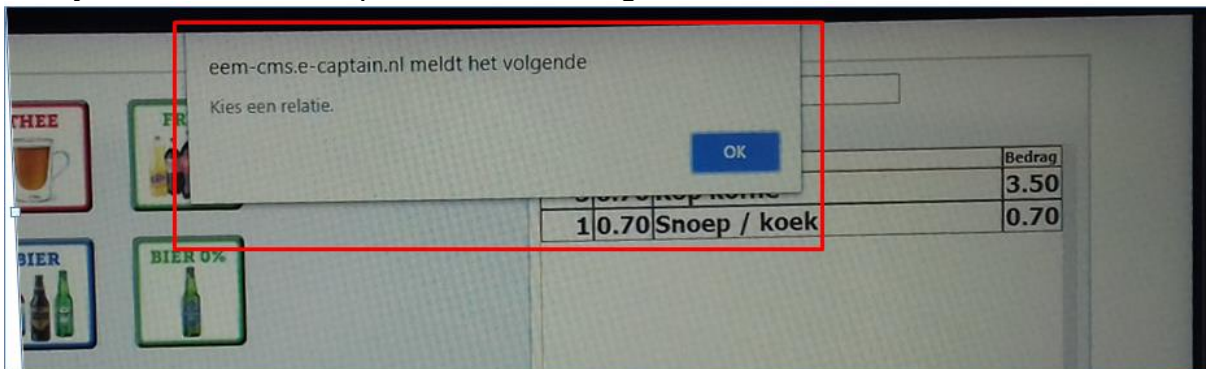 eem-cms.e-captain.nl meldt het volgende
Kies een relatie.
OK
THEE
FR
Bedrag
3.50
1 0.70 Snoep / koek 0.70
BIER
BIER 0%